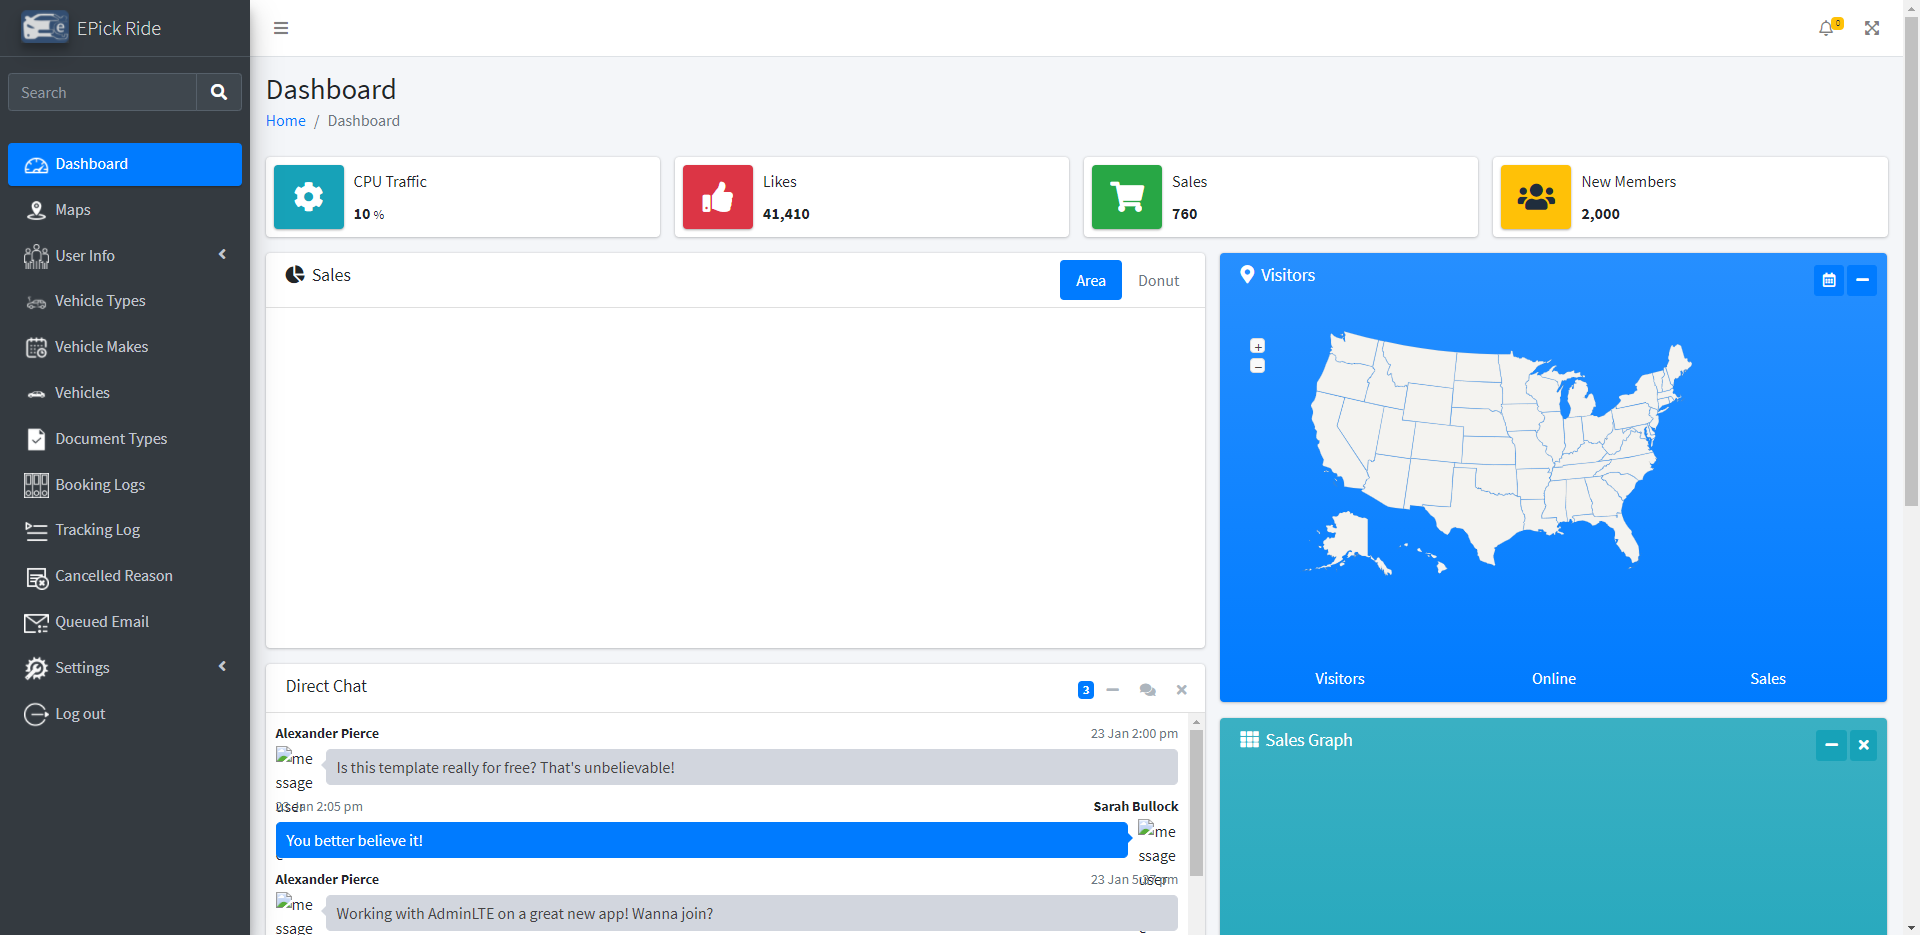 EPick Ride
0
Search
Dashboard
Maps
User Info
Vehicle Types
Vehicle Makes
Vehicles
Document Types
Booking Logs
Tracking Log
Cancelled Reason
Queued Email
Settings
Log out
Dashboard
Home / Dashboard
CPU Traffic
10 %
Likes
41,410
Sales
760
New Members
2,000
Sales
Area
Donut
Visitors
+
−
Visitors
Online
Sales
Direct Chat
3
Alexander Pierce
23 Jan 2:00 pm
me
ssage
user
Is this template really for free? That's unbelievable!
23 Jan 2:05 pm
Sarah Bullock
You better believe it!
me
ssage
user
Alexander Pierce
23 Jan 5:37 pm
me
ssage
Working with AdminLTE on a great new app! Wanna join?
Sales Graph